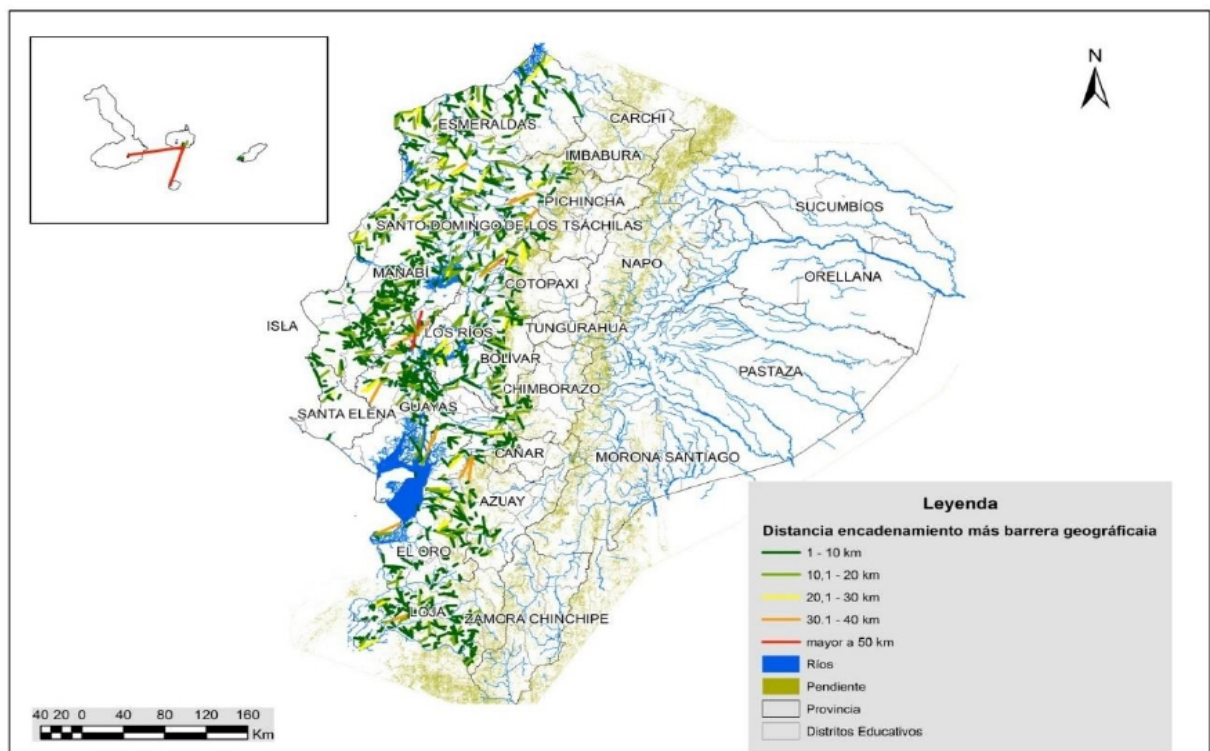 N
ESMERALDAS
CARCHI
IMBABURA
PICHINCHA
SUCUMBÍOS
SANTO DOMINGO DE LOS TSÁCHILAS
NAPO
MANABÍ
ORELLANA
COTOPAXI
ISLA
LOS RÍOS
TUNGURAHUA
BOLÍVAR
PASTAZA
CHIMBORAZO
SANTA ELENA
GUAYAS
CAÑAR
MORONA SANTIAGO
AZUAY
EL ORO
LOJA
ZAMORA CHINCHIPE
Leyenda
Distancia encadenamiento más barrera geográficaia
1 - 10 km
10,1 - 20 km
20,1 - 30 km
30.1 - 40 km
mayor a 50 km
Ríos
Pendiente
Provincia
Distritos Educativos
40 20 0 40 80 120 160
Km